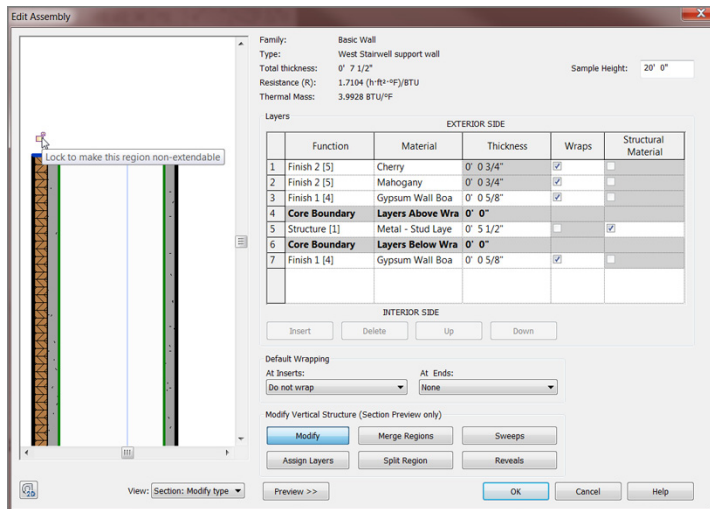 Edit Assembly
Lock to make this region non-extendable
View: Section: Modify type
Family: Basic Wall
Type: West Stairwell support wall
Total thickness: 0' 7 1/2"
Resistance (R): 1.7104 (h·ft²·°F)/BTU
Thermal Mass: 3.9928 BTU/°F
Sample Height: 20' 0"
Layers
EXTERIOR SIDE
Function Material Thickness Wraps Structural Material
1 Finish 2 [5] Cherry 0' 0 3/4"
2 Finish 2 [5] Mahogany 0' 0 3/4"
3 Finish 1 [4] Gypsum Wall Boa 0' 0 5/8"
4 Core Boundary Layers Above Wra 0' 0"
5 Structure [1] Metal - Stud Laye 0' 5 1/2"
6 Core Boundary Layers Below Wra 0' 0"
7 Finish 1 [4] Gypsum Wall Boa 0' 0 5/8"
INTERIOR SIDE
Insert Delete Up Down
Default Wrapping
At Inserts: At Ends:
Do not wrap None
Modify Vertical Structure (Section Preview only)
Modify Merge Regions Sweeps
Assign Layers Split Region Reveals
Preview >> OK Cancel Help